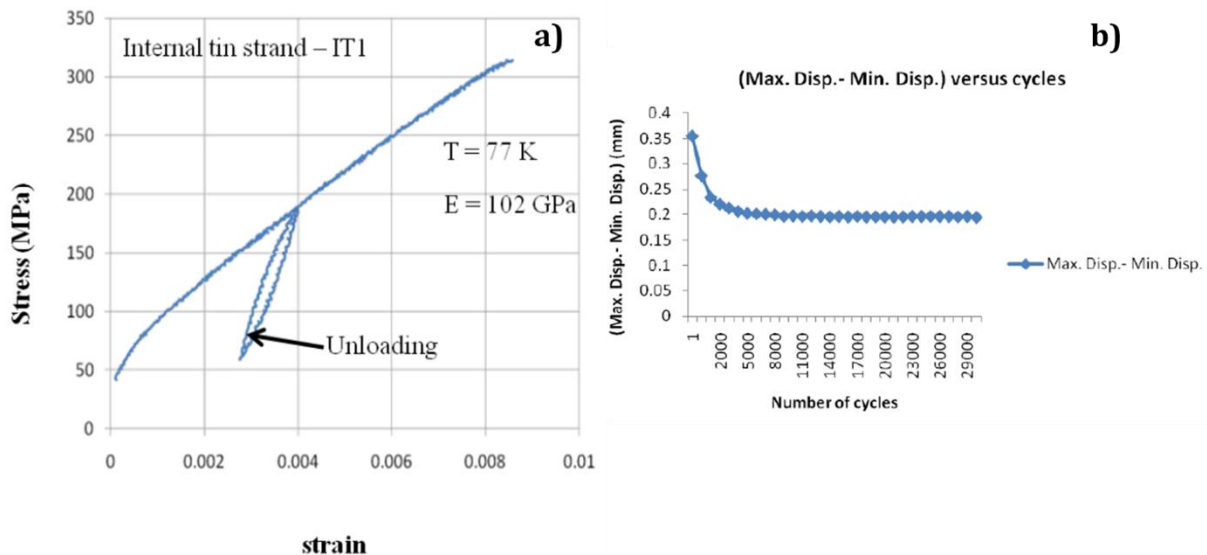 a)
Internal tin strand – IT1
T = 77 K
E = 102 GPa
Unloading
Stress (MPa)
350
300
250
200
150
100
50
0
0 0.002 0.004 0.006 0.008 0.01
strain
b)
(Max. Disp.- Min. Disp.) versus cycles
(Max. Disp.- Min. Disp.) (mm)
0.4
0.35
0.3
0.25
0.2
0.15
0.1
0.05
0
1 2000 5000 8000 11000 14000 17000 20000 23000 26000 29000
Number of cycles
Max. Disp.- Min. Disp.